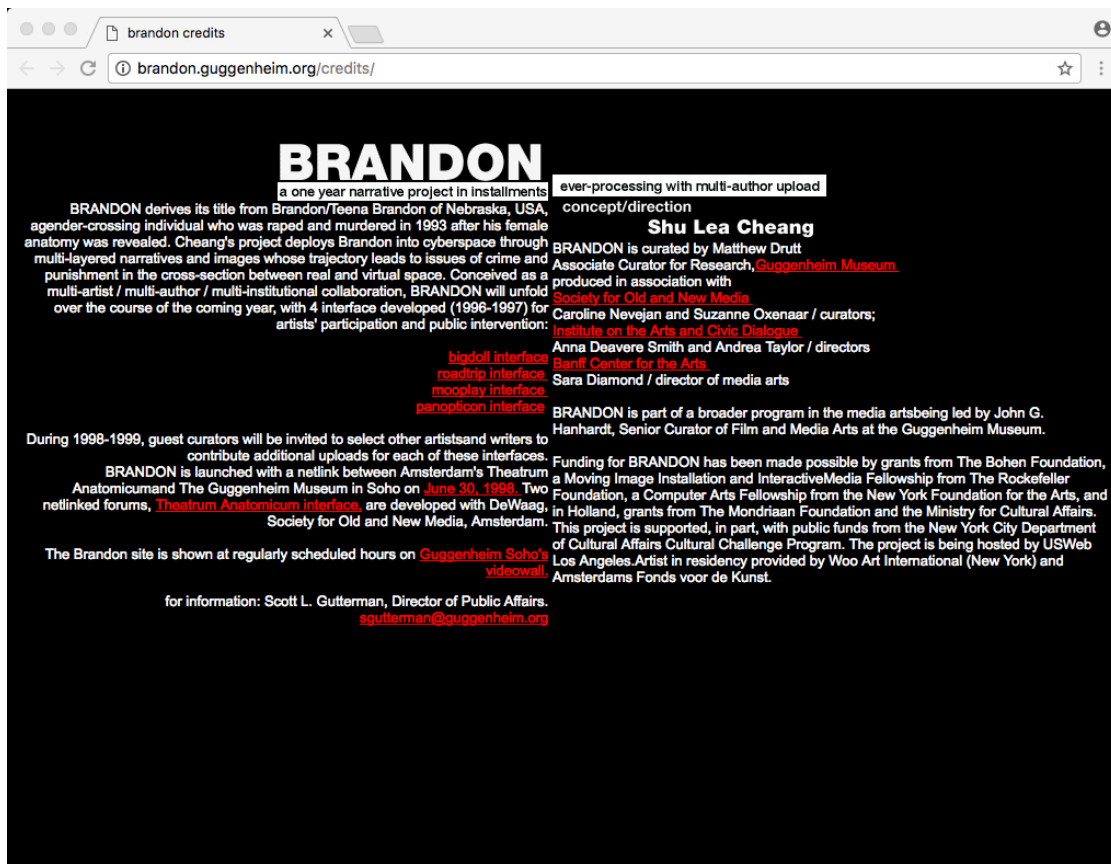 brandon credits
brandon.guggenheim.org/credits/
BRANDON
a one year narrative project in installments
BRANDON derives its title from Brandon/Teena Brandon of Nebraska, USA,
agender-crossing individual who was raped and murdered in 1993 after his female
anatomy was revealed. Cheang's project deploys Brandon into cyberspace through
multi-layered narratives and images whose trajectory leads to issues of crime and
punishment in the cross-section between real and virtual space. Conceived as a
multi-artist / multi-author / multi-institutional collaboration, BRANDON will unfold
over the course of the coming year, with 4 interface developed (1996-1997) for
artists' participation and public intervention:
bigdoll interface
roadtrip interface
mooplay interface
panopticon interface
During 1998-1999, guest curators will be invited to select other artistsand writers to
contribute additional uploads for each of these interfaces.
BRANDON is launched with a netlink between Amsterdam's Theatrum
Anatomicumand The Guggenheim Museum in Soho on June 30, 1998. Two
netlinked forums, Theatrum Anatomicum interface, are developed with DeWaag,
Society for Old and New Media, Amsterdam.
The Brandon site is shown at regularly scheduled hours on Guggenheim Soho's
videowall.
for information: Scott L. Gutterman, Director of Public Affairs.
sgutterman@guggenheim.org
ever-processing with multi-author upload
concept/direction
Shu Lea Cheang
BRANDON is curated by Matthew Drutt
Associate Curator for Research,Guggenheim Museum
produced in association with
Society for Old and New Media
Caroline Nevejan and Suzanne Oxenaar / curators;
Institute on the Arts and Civic Dialogue
Anna Deavere Smith and Andrea Taylor / directors
Banff Center for the Arts
Sara Diamond / director of media arts
BRANDON is part of a broader program in the media artsbeing led by John G.
Hanhardt, Senior Curator of Film and Media Arts at the Guggenheim Museum.
Funding for BRANDON has been made possible by grants from The Bohen Foundation,
a Moving Image Installation and InteractiveMedia Fellowship from The Rockefeller
Foundation, a Computer Arts Fellowship from the New York Foundation for the Arts, and
in Holland, grants from The Mondriaan Foundation and the Ministry for Cultural Affairs.
This project is supported, in part, with public funds from the New York City Department
of Cultural Affairs Cultural Challenge Program. The project is being hosted by USWeb
Los Angeles.Artist in residency provided by Woo Art International (New York) and
Amsterdams Fonds voor de Kunst.